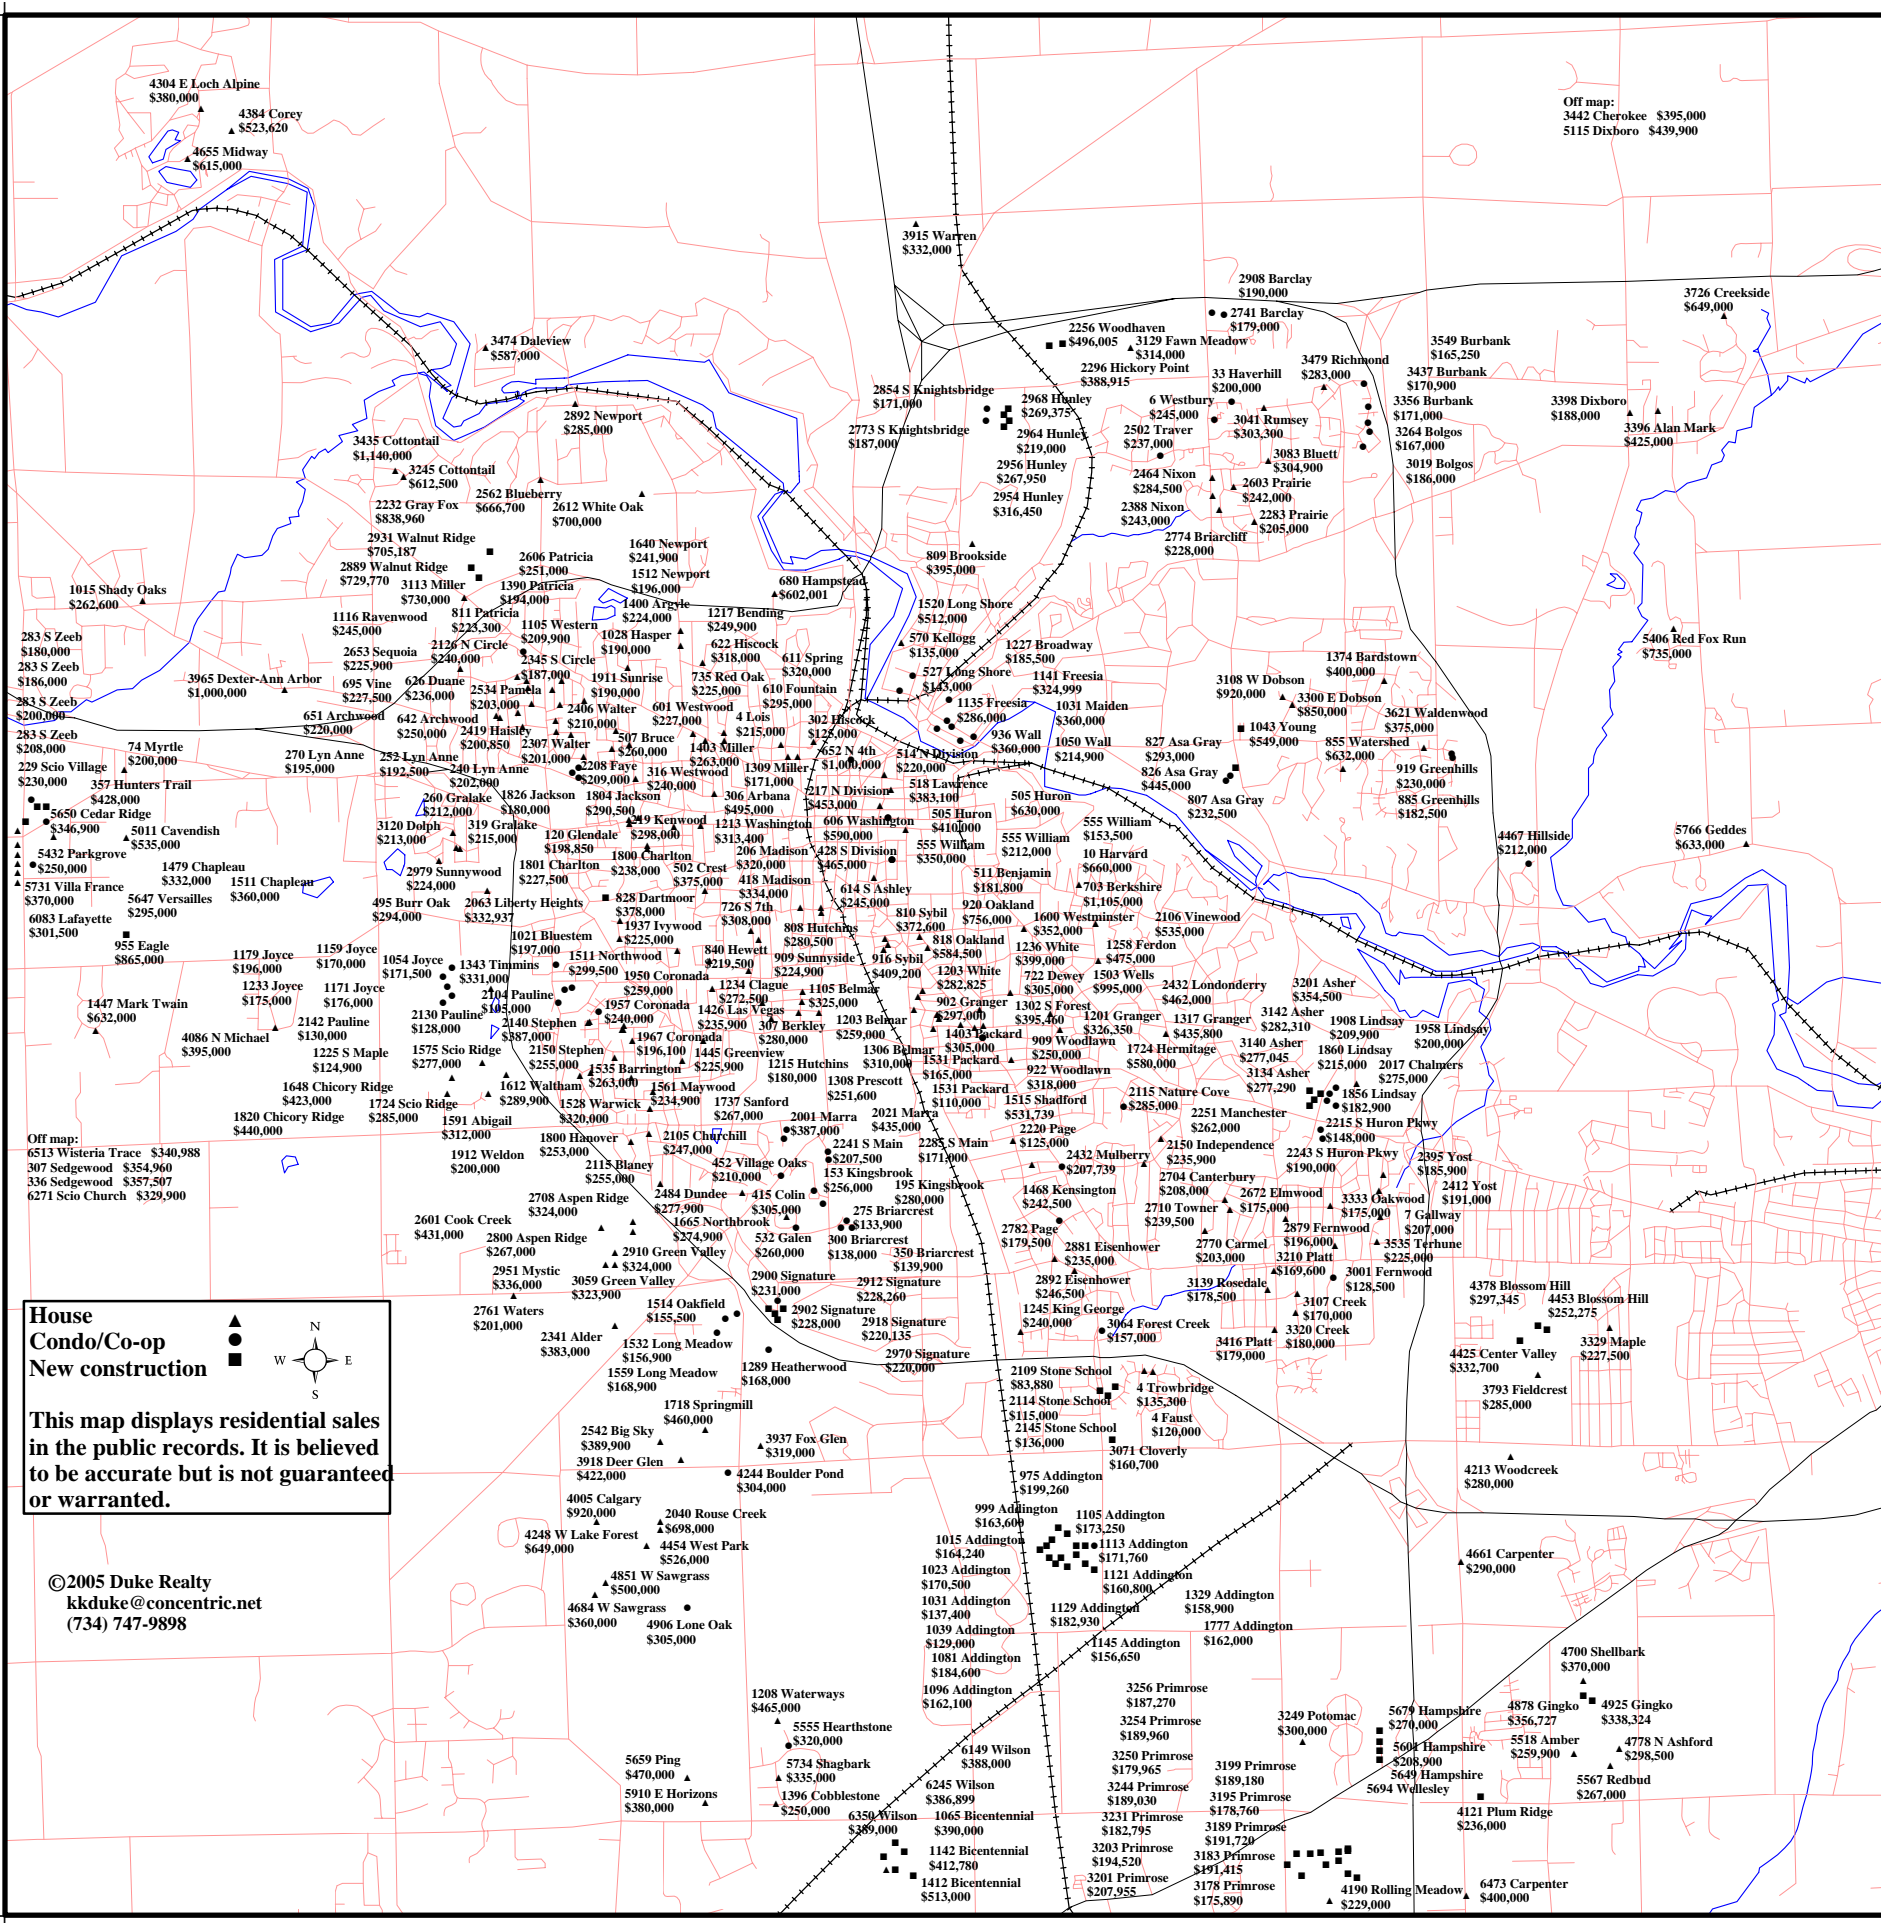 4304 E Loch Alpine
$380,000
4384 Corey
$523,620
4655 Midway
$615,000
Off map:
3442 Cherokee $395,000
5115 Dixboro $439,900
3915 Warren
$332,000
2908 Barclay
$190,000
2741 Barclay
$179,000
3726 Creekside
$649,000
2256 Woodhaven
$496,005
3129 Fawn Meadow
$314,000
2296 Hickory Point
$388,915
3474 Daleview
$587,000
33 Haverhill
$200,000
3479 Richmond
$283,000
3549 Burbank
$165,250
3437 Burbank
$170,900
3356 Burbank
$171,000
3264 Bolgos
$167,000
3019 Bolgos
$186,000
3398 Dixboro
$188,000
3396 Alan Mark
$425,000
2854 S Knightsbridge
$171,000
2773 S Knightsbridge
$187,000
2968 Hunley
$269,375
2964 Hunley
$219,000
2956 Hunley
$267,950
2954 Hunley
$316,450
6 Westbury
$245,000
2502 Traver
$237,000
3041 Rumsey
$303,300
3083 Bluett
$304,900
2464 Nixon
$284,500
2603 Prairie
$242,000
2388 Nixon
$243,000
2283 Prairie
$205,000
2774 Briarcliff
$228,000
2892 Newport
$285,000
3435 Cottontail
$1,140,000
3245 Cottontail
$612,500
2232 Gray Fox
$838,960
2562 Blueberry
$666,700
2612 White Oak
$700,000
2931 Walnut Ridge
$705,187
2889 Walnut Ridge
$729,770
3113 Miller
$730,000
2606 Patricia
$251,000
1390 Patricia
$194,000
811 Patricia
$223,300
1640 Newport
$241,900
1512 Newport
$196,000
1400 Argyle
$224,000
680 Hampstead
$602,001
809 Brookside
$395,000
1015 Shady Oaks
$262,600
1116 Ravenwood
$245,000
1105 Western
$209,900
1028 Hasper
$190,000
1217 Bending
$249,900
622 Hiscock
$318,000
1520 Long Shore
$512,000
570 Kellogg
$135,000
527 Long Shore
$143,000
1227 Broadway
$185,500
283 S Zeeb
$180,000
283 S Zeeb
$186,000
283 S Zeeb
$200,000
283 S Zeeb
$208,000
3965 Dexter-Ann Arbor
$1,000,000
2653 Sequoia
$225,900
2126 N Circle
$240,000
2345 S Circle
$187,000
695 Vine
$227,500
626 Duane
$236,000
2534 Pamela
$203,000
1911 Sunrise
$190,000
735 Red Oak
$225,000
611 Spring
$320,000
610 Fountain
$295,000
1141 Freesia
$324,999
1135 Freesia
$286,000
1031 Maiden
$360,000
3108 W Dobson
$920,000
3300 E Dobson
$850,000
1374 Bardstown
$400,000
5406 Red Fox Run
$735,000
651 Archwood
$220,000
642 Archwood
$250,000
2419 Haisley
$200,850
2406 Walter
$210,000
2307 Walter
$201,000
601 Westwood
$227,000
507 Bruce
$260,000
4 Lois
$215,000
302 Hiscock
$125,000
1403 Miller
$263,000
1309 Miller
$171,000
652 N 4th
$1,000,000
514 N Division
$220,000
936 Wall
$360,000
1050 Wall
$214,900
1043 Young
$549,000
3621 Waldenwood
$375,000
855 Watershed
$632,000
827 Asa Gray
$293,000
826 Asa Gray
$445,000
807 Asa Gray
$232,500
919 Greenhills
$230,000
885 Greenhills
$182,500
229 Scio Village
$230,000
74 Myrtle
$200,000
357 Hunters Trail
$428,000
270 Lyn Anne
$195,000
252 Lyn Anne
$192,500
240 Lyn Anne
$202,000
2208 Faye
$209,000
316 Westwood
$240,000
217 N Division
$453,000
518 Lawrence
$383,100
505 Huron
$630,000
505 Huron
$410,000
5650 Cedar Ridge
$346,900
5011 Cavendish
$535,000
5432 Parkgrove
$250,000
260 Gralake
$212,000
319 Gralake
$215,000
3120 Dolph
$213,000
1826 Jackson
$180,000
1804 Jackson
$290,500
306 Arbana
$495,000
219 Kenwood
$298,000
120 Glendale
$198,850
1213 Washington
$313,400
606 Washington
$590,000
206 Madison
$320,000
428 S Division
$465,000
555 William
$350,000
555 William
$212,000
555 William
$153,500
10 Harvard
$660,000
4467 Hillside
$212,000
5766 Geddes
$633,000
5731 Villa France
$370,000
1479 Chapleau
$332,000
1511 Chapleau
$360,000
5647 Versailles
$295,000
6083 Lafayette
$301,500
955 Eagle
$865,000
2979 Sunnywood
$224,000
495 Burr Oak
$294,000
2063 Liberty Heights
$332,937
1801 Charlton
$227,500
1800 Charlton
$238,000
502 Crest
$375,000
418 Madison
$334,000
828 Dartmoor
$378,000
726 S 7th
$308,000
614 S Ashley
$245,000
511 Benjamin
$181,800
703 Berkshire
$1,105,000
920 Oakland
$756,000
818 Oakland
$584,500
810 Sybil
$372,600
916 Sybil
$409,200
1600 Westminster
$352,000
2106 Vinewood
$535,000
1937 Ivywood
$225,000
808 Hutchins
$280,500
840 Hewett
$219,500
909 Sunnyside
$224,900
1236 White
$399,000
1203 White
$282,825
1258 Ferdon
$475,000
722 Dewey
$305,000
1503 Wells
$995,000
2432 Londonderry
$462,000
1179 Joyce
$196,000
1159 Joyce
$170,000
1054 Joyce
$171,500
1233 Joyce
$175,000
1171 Joyce
$176,000
1343 Timmins
$331,000
1021 Bluestem
$197,000
1511 Northwood
$299,500
1950 Coronada
$259,000
1957 Coronada
$240,000
1967 Coronada
$196,100
1234 Clague
$272,500
1105 Belmar
$325,000
1426 Las Vegas
$235,900
307 Berkley
$280,000
1203 Belmar
$259,000
1306 Belmar
$310,000
902 Granger
$297,000
1302 S Forest
$395,460
1201 Granger
$326,350
1317 Granger
$435,800
1403 Packard
$305,000
909 Woodlawn
$250,000
922 Woodlawn
$318,000
1531 Packard
$165,000
1531 Packard
$110,000
1724 Hermitage
$580,000
3201 Asher
$354,500
3142 Asher
$282,310
3140 Asher
$277,045
3134 Asher
$277,290
1908 Lindsay
$209,900
1958 Lindsay
$200,000
1860 Lindsay
$215,000
1856 Lindsay
$182,900
2017 Chalmers
$275,000
1447 Mark Twain
$632,000
4086 N Michael
$395,000
2142 Pauline
$130,000
2130 Pauline
$128,000
2104 Pauline
$105,000
2140 Stephen
$387,000
2150 Stephen
$255,000
1225 S Maple
$124,900
1575 Scio Ridge
$277,000
1648 Chicory Ridge
$423,000
1724 Scio Ridge
$285,000
1820 Chicory Ridge
$440,000
1612 Waltham
$289,900
1535 Barrington
$263,000
1445 Greenview
$225,900
1561 Maywood
$234,900
1215 Hutchins
$180,000
1308 Prescott
$251,600
1528 Warwick
$320,000
1737 Sanford
$267,000
1591 Abigail
$312,000
1912 Weldon
$200,000
1800 Hanover
$253,000
2105 Churchill
$247,000
2001 Marra
$387,000
2021 Marra
$435,000
1515 Shadford
$531,739
2115 Nature Cove
$285,000
2251 Manchester
$262,000
2220 Page
$125,000
2241 S Main
$207,500
2285 S Main
$171,000
2150 Independence
$235,900
2215 S Huron Pkwy
$148,000
2243 S Huron Pkwy
$190,000
2395 Yost
$185,900
2412 Yost
$191,000
Off map:
6513 Wisteria Trace $340,988
307 Sedgewood $354,960
336 Sedgewood $357,507
6271 Scio Church $329,900
2115 Blaney
$255,000
452 Village Oaks
$210,000
153 Kingsbrook
$256,000
195 Kingsbrook
$280,000
2432 Mulberry
$207,739
2704 Canterbury
$208,000
2708 Aspen Ridge
$324,000
2484 Dundee
$277,900
415 Colin
$305,000
275 Briarcrest
$133,900
1468 Kensington
$242,500
2710 Towner
$239,500
2672 Elmwood
$175,000
3333 Oakwood
$175,000
7 Gallway
$207,000
2601 Cook Creek
$431,000
2800 Aspen Ridge
$267,000
1665 Northbrook
$274,900
532 Galen
$260,000
300 Briarcrest
$138,000
350 Briarcrest
$139,900
2782 Page
$179,500
2879 Fernwood
$196,000
2770 Carmel
$203,000
3535 Terhune
$225,000
2910 Green Valley
$324,000
2881 Eisenhower
$235,000
3210 Platt
$169,600
3001 Fernwood
$128,500
2951 Mystic
$336,000
3059 Green Valley
$323,900
2900 Signature
$231,000
2912 Signature
$228,260
2892 Eisenhower
$246,500
3139 Rosedale
$178,500
4378 Blossom Hill
$297,345
4453 Blossom Hill
$252,275
2761 Waters
$201,000
1514 Oakfield
$155,500
2902 Signature
$228,000
2918 Signature
$220,135
2970 Signature
$220,000
1245 King George
$240,000
3064 Forest Creek
$157,000
3107 Creek
$170,000
3320 Creek
$180,000
3416 Platt
$179,000
3329 Maple
$227,500
4425 Center Valley
$332,700
3793 Fieldcrest
$285,000
House
Condo/Co-op
New construction
N
W
E
S
This map displays residential sales
in the public records. It is believed
to be accurate but is not guaranteed
or warranted.
2341 Alder
$383,000
1532 Long Meadow
$156,900
1559 Long Meadow
$168,900
1289 Heatherwood
$168,000
2109 Stone School
$83,880
2114 Stone School
$115,000
2145 Stone School
$136,000
4 Trowbridge
$135,300
4 Faust
$120,000
3071 Cloverly
$160,700
1718 Springmill
$460,000
2542 Big Sky
$389,900
3937 Fox Glen
$319,000
3918 Deer Glen
$422,000
4244 Boulder Pond
$304,000
4213 Woodcreek
$280,000
4005 Calgary
$920,000
2040 Rouse Creek
$698,000
4248 W Lake Forest
$649,000
4454 West Park
$526,000
975 Addington
$199,260
999 Addington
$163,600
1105 Addington
$173,250
1015 Addington
$164,240
1113 Addington
$171,760
1023 Addington
$170,500
1121 Addington
$160,800
1031 Addington
$137,400
1129 Addington
$182,930
1329 Addington
$158,900
1039 Addington
$129,000
1145 Addington
$156,650
1777 Addington
$162,000
1081 Addington
$184,600
1096 Addington
$162,100
4661 Carpenter
$290,000
4851 W Sawgrass
$500,000
4684 W Sawgrass
$360,000
4906 Lone Oak
$305,000
©2005 Duke Realty
kkduke@concentric.net
(734) 747-9898
1208 Waterways
$465,000
5555 Hearthstone
$320,000
5659 Ping
$470,000
5734 Shagbark
$335,000
5910 E Horizons
$380,000
1396 Cobblestone
$250,000
6149 Wilson
$388,000
6245 Wilson
$386,899
6350 Wilson
$389,000
1065 Bicentennial
$390,000
1142 Bicentennial
$412,780
1412 Bicentennial
$513,000
3256 Primrose
$187,270
3254 Primrose
$189,960
3250 Primrose
$179,965
3244 Primrose
$189,030
3231 Primrose
$182,795
3203 Primrose
$194,520
3201 Primrose
$207,955
3199 Primrose
$189,180
3195 Primrose
$178,760
3189 Primrose
$191,720
3183 Primrose
$191,415
3178 Primrose
$175,890
3249 Potomac
$300,000
5679 Hampshire
$270,000
5601 Hampshire
$208,900
5649 Hampshire
5694 Wellesley
4700 Shellbark
$370,000
4878 Gingko
$356,727
4925 Gingko
$338,324
5518 Amber
$259,900
4778 N Ashford
$298,500
5567 Redbud
$267,000
4121 Plum Ridge
$236,000
4190 Rolling Meadow
$229,000
6473 Carpenter
$400,000